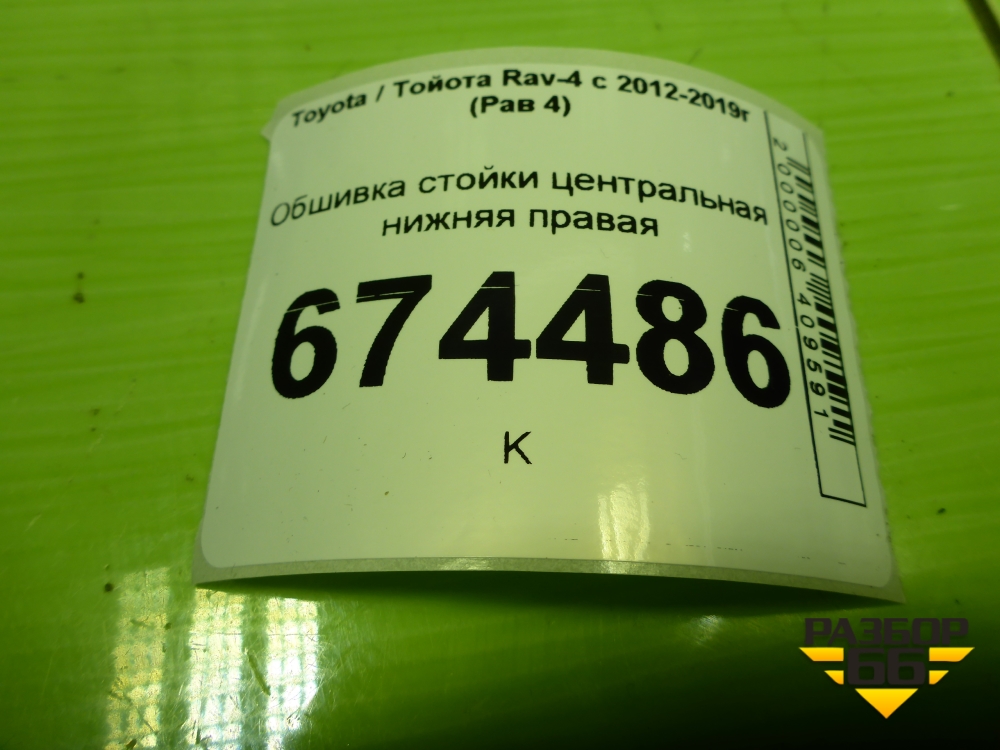 Toyota / Тойота Rav-4 с 2012-2019г
(Рав 4)
Обшивка стойки центральная
нижняя правая
674486
К
2000006409591
РАЗБОР
66